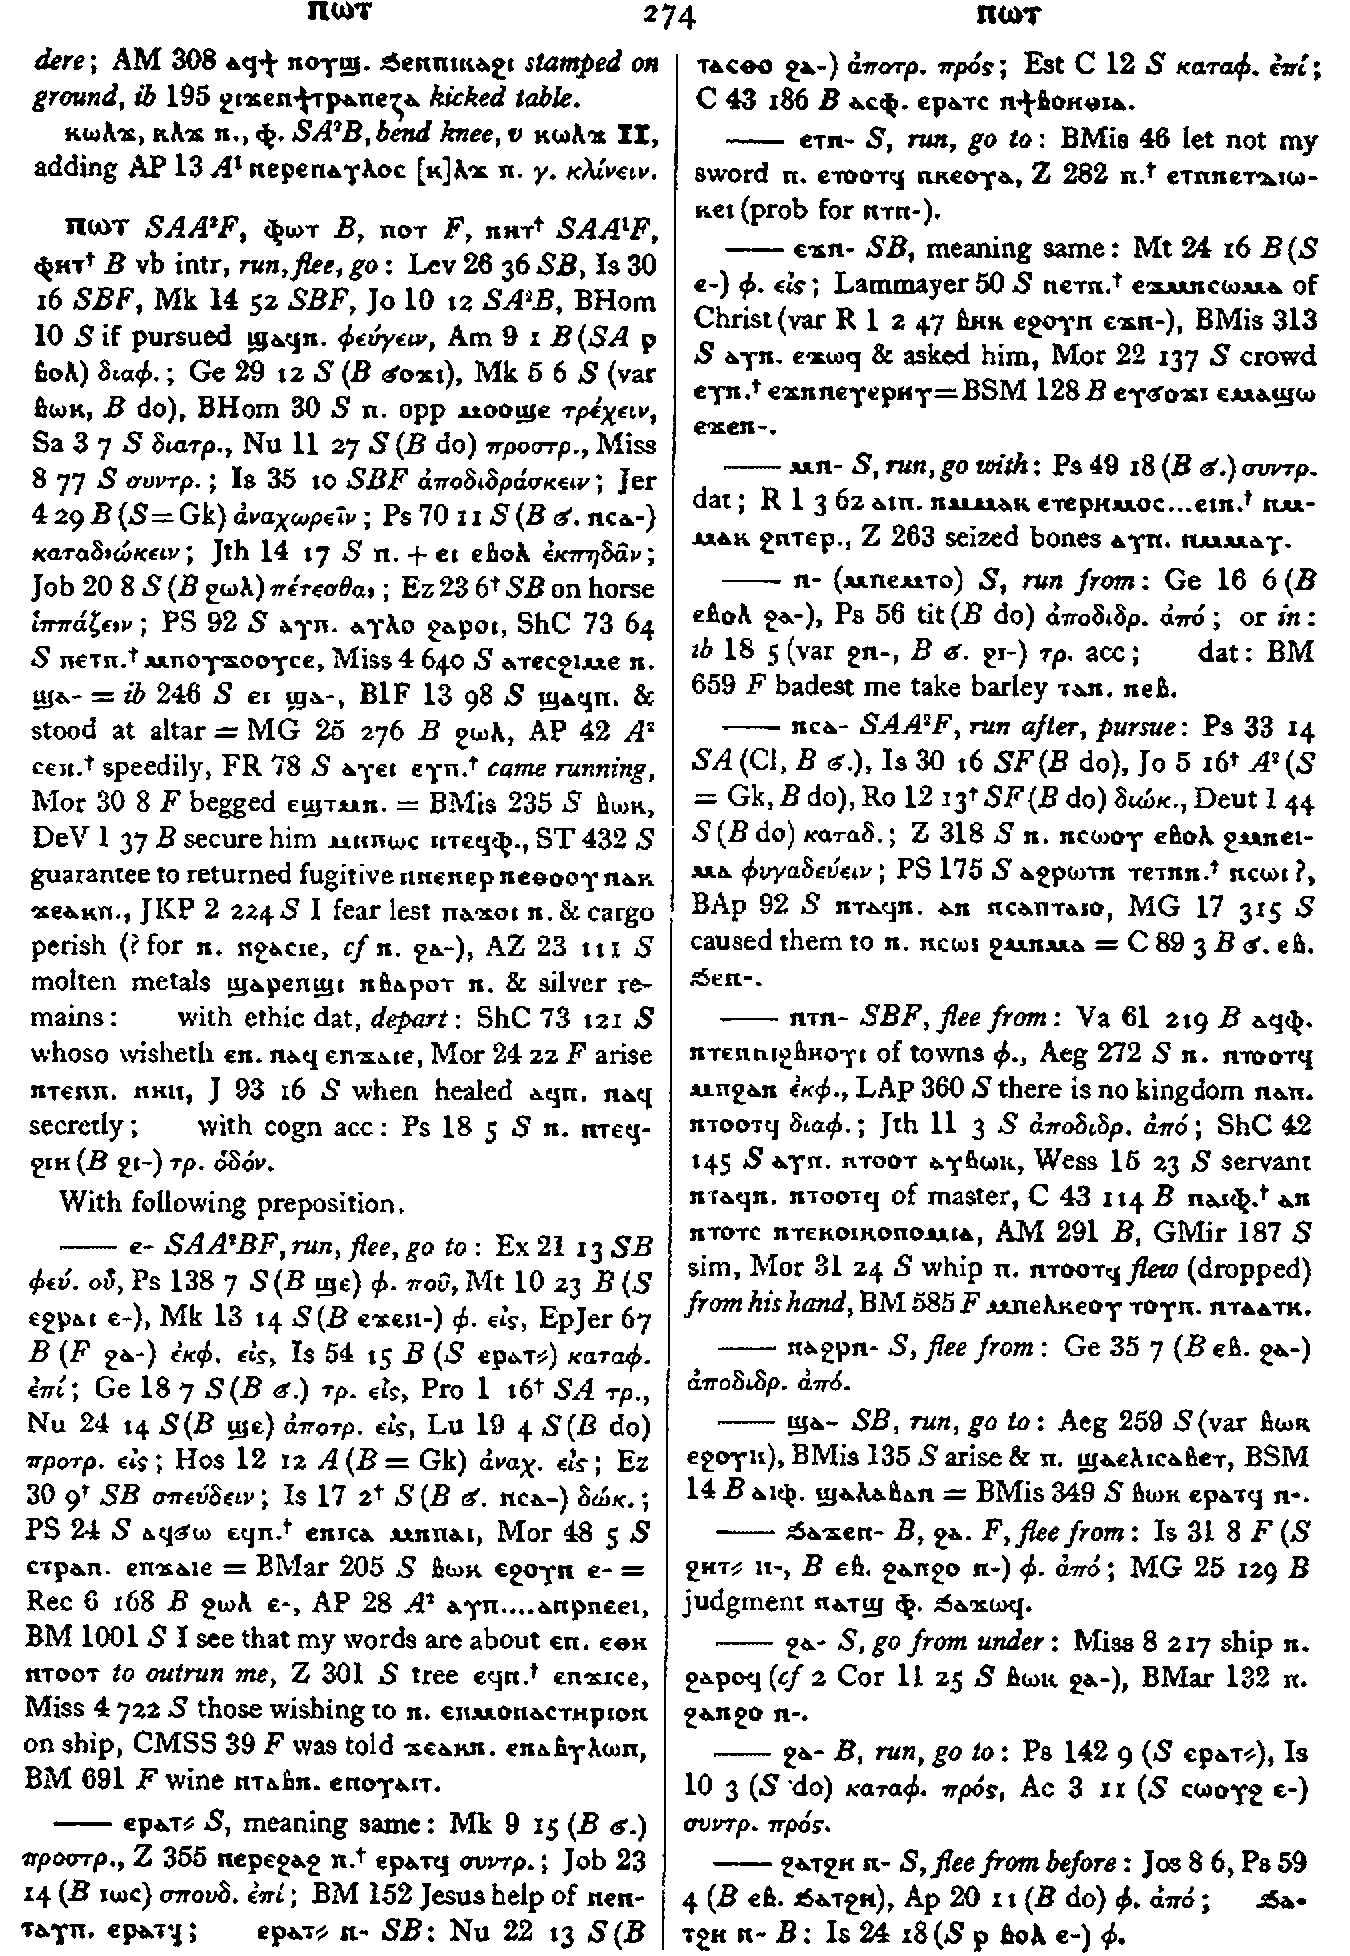 ⲡⲱⲧ 274 ⲡⲱⲧ
dere; AM 308 ⲁϥϯ ⲛⲟⲩϣ. ϧⲉⲛⲡⲓⲕⲁϩⲓ stamped on
ground, ib 195 ϩⲓϫⲉⲛϯⲧⲣⲁⲡⲉⲍⲁ kicked table.
ⲕⲱⲗϫ, ⲕⲗϫ ⲡ., ⲫ. SA²B, bend knee, v ⲕⲱⲗϫ II,
adding AP 13 A¹ ⲡⲉⲣⲉⲡⲁⲩⲗⲟⲥ [ⲕ]ⲗϫ ⲡ. γ. κλίνειν.
ⲡⲱⲧ SAA²F, ⲫⲱⲧ B, ⲡⲟⲧ F, ⲡⲏⲧ† SAA¹F,
ⲫⲏⲧ† B vb intr, run, flee, go: Lev 26 36 SB, Is 30
16 SBF, Mk 14 52 SBF, Jo 10 12 SA²B, BHom
10 S if pursued ϣⲁϥⲡ. φεύγειν, Am 9 1 B (SA ⲣ
ⲃⲟⲗ) διαφ.; Ge 29 12 S (B ϭⲟϫⲓ), Mk 5 6 S (var
ⲃⲱⲕ, B do), BHom 30 S ⲡ. opp ⲙⲟⲟϣⲉ τρέχειν,
Sa 3 7 S διατρ., Nu 11 27 S (B do) προστρ., Miss
8 77 S συντρ.; Is 35 10 SBF ἀποδιδράσκειν; Jer
4 29 B (S=Gk) ἀναχωρεῖν; Ps 70 11 S (B ϭ. ⲛⲥⲁ-)
καταδιώκειν; Jth 14 17 S ⲡ. + ⲉⲓ ⲉⲃⲟⲗ ἐκπηδᾶν;
Job 20 8 S (B ϩⲱⲗ) πέτεσθαι; Ez 23 6† SB on horse
ἱππάζειν; PS 92 S ⲁⲩⲡ. ⲁⲩⲗⲟ ϩⲁⲣⲟⲓ, ShC 73 64
S ⲡⲉⲧⲡ.† ⲙⲡⲟⲩϫⲟⲟⲩⲥⲉ, Miss 4 640 S ⲁⲧⲉⲥϩⲓⲙⲉ ⲡ.
ϣⲁ- = ib 246 S ⲉⲓ ϣⲁ-, BIF 13 98 S ϣⲁϥⲡ. &
stood at altar = MG 25 276 B ϩⲱⲗ, AP 42 A²
ⲥⲉⲡ.† speedily, FR 78 S ⲁⲩⲉⲓ ⲉⲩⲡ.† came running,
Mor 30 8 F begged ⲉϣⲧⲙⲡ. = BMis 235 S ⲃⲱⲕ,
DeV 1 37 B secure him ⲙⲏⲡⲱⲥ ⲛⲧⲉϥⲫ., ST 432 S
guarantee to returned fugitive ⲛⲛⲉⲛⲉⲣⲡⲉⲑⲟⲟⲩ ⲛⲁⲕ
ϫⲉⲁⲕⲡ., JKP 2 224 S I fear lest ⲡⲁϫⲟⲓ ⲡ. & cargo
perish (? for ⲡ. ⲛϩⲁⲥⲓⲉ, cf ⲡ. ϩⲁ-), AZ 23 111 S
molten metals ϣⲁⲣⲉⲡϣⲓ ⲛⲃⲁⲣⲟⲧ ⲡ. & silver re-
mains: with ethic dat, depart: ShC 73 121 S
whoso wisheth ⲉⲡ. ⲛⲁϥ ⲉⲡϫⲁⲓⲉ, Mor 24 22 F arise
ⲛⲧⲉⲛⲡ. ⲛⲏⲛ, J 93 16 S when healed ⲁϥⲡ. ⲛⲁϥ
secretly; with cogn acc: Ps 18 5 S ⲡ. ⲛⲧⲉϥ-
ϩⲓⲏ (B ϩⲓ-) τρ. ὁδόν.
With following preposition.
—— ⲉ- SAA²BF, run, flee, go to: Ex 21 13 SB
φεύ. οὗ, Ps 138 7 S (B ϣⲉ) φ. ποῦ, Mt 10 23 B (S
ⲉϩⲣⲁⲓ ⲉ-), Mk 13 14 S (B ⲉϫⲉⲛ-) φ. εἰς, EpJer 67
B (F ϩⲁ-) ἐκφ. εἰς, Is 54 15 B (S ⲉⲣⲁⲧ⸗) καταφ.
ἐπί; Ge 18 7 S (B ϭ.) τρ. εἰς, Pro 1 16† SA τρ.,
Nu 24 14 S (B ϣⲉ) ἀποτρ. εἰς, Lu 19 4 S (B do)
προτρ. εἰς; Hos 12 12 A (B = Gk) ἀναχ. εἰς; Ez
30 9† SB σπεύδειν; Is 17 2† S (B ϭ. ⲛⲥⲁ-) δώκ.;
PS 24 S ⲁϥϭⲱ ⲉϥⲡ.† ⲉⲡⲓⲥⲁ ⲙⲛⲡⲁⲓ, Mor 48 5 S
ⲥⲧⲣⲁⲡ. ⲉⲡϫⲁⲓⲉ = BMar 205 S ⲃⲱⲕ ⲉϩⲟⲩⲛ ⲉ- =
Rec 6 168 B ϩⲱⲗ ⲉ-, AP 28 A² ⲁⲩⲡ....ⲁⲡⲣⲡⲉⲉⲓ,
BM 1001 S I see that my words are about ⲉⲡ. ⲉⲑⲏ
ⲛⲧⲟⲟⲧ to outrun me, Z 301 S tree ⲉϥⲡ.† ⲉⲡϫⲓⲥⲉ,
Miss 4 722 S those wishing to ⲡ. ⲉⲡⲙⲟⲛⲁⲥⲧⲏⲣⲓⲟⲛ
on ship, CMSS 39 F was told ϫⲉⲁⲕⲡ. ⲉⲡⲁⲃⲩⲗⲱⲛ,
BM 691 F wine ⲛⲧⲁⲃⲡ. ⲉⲡⲟⲩⲁⲓⲧ.
—— ⲉⲣⲁⲧ⸗ S, meaning same: Mk 9 15 (B ϭ.)
προστρ., Z 355 ⲡⲉⲣⲉϩⲁϩ ⲡ.† ⲉⲣⲁⲧϥ συντρ.; Job 23
14 (B ⲓⲱⲥ) σπουδ. ἐπί; BM 152 Jesus help of ⲛⲉⲛ-
ⲧⲁⲩⲡ. ⲉⲣⲁⲧϥ; ⲉⲣⲁⲧ⸗ ⲛ- SB: Nu 22 13 S (B
ⲧⲁⲥⲑⲟ ϩⲁ-) ἀποτρ. πρός; Est C 12 S καταφ. ἐπί;
C 43 186 B ⲁⲥⲫ. ⲉⲣⲁⲧⲥ ⲛϯⲃⲟⲏⲑⲓⲁ.
—— ⲉⲧⲛ- S, run, go to: BMis 46 let not my
sword ⲡ. ⲉⲧⲟⲟⲧϥ ⲛⲕⲉⲟⲩⲁ, Z 282 ⲡ.† ⲉⲧⲛⲛⲉⲧϫⲓⲱ-
ⲕⲉⲓ (prob for ⲛⲧⲛ-).
—— ⲉϫⲛ- SB, meaning same: Mt 24 16 B (S
ⲉ-) φ. εἰς; Lammayer 50 S ⲡⲉⲧⲡ.† ⲉϫⲙⲡⲥⲱⲙⲁ of
Christ (var R 1 2 47 ⲃⲏⲕ ⲉϩⲟⲩⲛ ⲉϫⲛ-), BMis 313
S ⲁⲩⲡ. ⲉϫⲱϥ & asked him, Mor 22 137 S crowd
ⲉⲩⲡ.† ⲉϫⲛⲛⲉⲩⲉⲣⲏⲩ=BSM 128 B ⲉⲩϭⲟϫⲓ ⲉⲙⲁϣⲱ
ⲉϫⲉⲛ-.
—— ⲙⲛ- S, run, go with: Ps 49 18 (B ϭ.) συντρ.
dat; R 1 3 62 ⲁⲓⲡ. ⲛⲙⲙⲁⲕ ⲉⲧⲉⲣⲏⲙⲟⲥ...ⲉⲓⲡ.† ⲛⲙ-
ⲙⲁⲕ ϩⲛⲧⲉⲣ., Z 263 seized bones ⲁⲩⲡ. ⲛⲙⲙⲁⲩ.
—— ⲛ- (ⲙⲡⲉⲙⲧⲟ) S, run from: Ge 16 6 (B
ⲉⲃⲟⲗ ϩⲁ-), Ps 56 tit (B do) ἀποδιδρ. ἀπό; or in:
ib 18 5 (var ϩⲛ-, B ϭ. ϩⲓ-) τρ. acc; dat: BM
659 F badest me take barley ⲧⲁⲡ. ⲛⲉⲃ.
—— ⲛⲥⲁ- SAA²F, run after, pursue: Ps 33 14
SA (Cl, B ϭ.), Is 30 16 SF (B do), Jo 5 16† A² (S
= Gk, B do), Ro 12 13† SF (B do) διώκ., Deut 1 44
S (B do) καταδ.; Z 318 S ⲡ. ⲛⲥⲱⲟⲩ ⲉⲃⲟⲗ ϩⲙⲡⲉⲓ-
ⲙⲁ φυγαδεύειν; PS 175 S ⲁϩⲣⲱⲧⲛ ⲧⲉⲧⲛⲡ.† ⲛⲥⲱⲓ?,
BAp 92 S ⲛⲧⲁϥⲡ. ⲁⲛ ⲛⲥⲁⲡⲧⲁⲓⲟ, MG 17 315 S
caused them to ⲡ. ⲛⲥⲱⲓ ϩⲙⲡⲙⲁ = C 89 3 B ϭ. ⲉⲃ.
ϧⲉⲛ-.
—— ⲛⲧⲛ- SBF, flee from: Va 61 219 B ⲁϥⲫ.
ⲛⲧⲉⲛⲛⲓϩⲃⲏⲟⲩⲓ of towns φ., Aeg 272 S ⲡ. ⲛⲧⲟⲟⲧϥ
ⲙⲡϩⲁⲡ ἐκφ., LAp 360 S there is no kingdom ⲛⲁⲡ.
ⲛⲧⲟⲟⲧϥ διαφ.; Jth 11 3 S ἀποδιδρ. ἀπό; ShC 42
145 S ⲁⲩⲡ. ⲛⲧⲟⲟⲧ ⲁⲩⲃⲱⲕ, Wess 15 23 S servant
ⲛⲧⲁϥⲡ. ⲛⲧⲟⲟⲧϥ of master, C 43 114 B ⲛⲁⲓⲫ.† ⲁⲛ
ⲛⲧⲟⲧⲥ ⲛⲧⲉⲕⲟⲓⲕⲟⲛⲟⲙⲓⲁ, AM 291 B, GMir 187 S
sim, Mor 31 24 S whip ⲡ. ⲛⲧⲟⲟⲧϥ flew (dropped)
from his hand, BM 585 F ⲙⲡⲉⲗⲕⲉⲟⲩ ⲧⲟⲩⲡ. ⲛⲧⲁⲁⲧⲕ.
—— ⲛⲁϩⲣⲛ- S, flee from: Ge 35 7 (B ⲉⲃ. ϩⲁ-)
ἀποδιδρ. ἀπό.
—— ϣⲁ- SB, run, go to: Aeg 259 S (var ⲃⲱⲕ
ⲉϩⲟⲩⲛ), BMis 135 S arise & ⲡ. ϣⲁⲉⲗⲓⲥⲁⲃⲉⲧ, BSM
14 B ⲁⲓⲫ. ϣⲁⲗⲁⲃⲁⲛ = BMis 349 S ⲃⲱⲕ ⲉⲣⲁⲧϥ ⲛ-.
—— ϧⲁϫⲉⲛ- B, ϩⲁ. F, flee from: Is 31 8 F (S
ϩⲏⲧ⸗ ⲛ-, B ⲉⲃ. ϩⲁⲡϩⲟ ⲛ-) φ. ἀπό; MG 25 129 B
judgment ⲛⲁⲧϣ ⲫ. ϧⲁϫⲱϥ.
—— ϩⲁ- S, go from under: Miss 8 217 ship ⲡ.
ϩⲁⲣⲟϥ (cf 2 Cor 11 25 S ⲃⲱⲕ ϩⲁ-), BMar 132 ⲡ.
ϩⲁⲡϩⲟ ⲛ-.
—— ϩⲁ- B, run, go to: Ps 142 9 (S ⲉⲣⲁⲧ⸗), Is
10 3 (S do) καταφ. πρός, Ac 3 11 (S ⲥⲱⲟⲩϩ ⲉ-)
συντρ. πρός.
—— ϩⲁⲧϩⲏ ⲛ- S, flee from before: Jos 8 6, Ps 59
4 (B ⲉⲃ. ϧⲁⲧϩⲏ), Ap 20 11 (B do) φ. ἀπό; ϧⲁ-
ⲧϩⲏ ⲛ- B: Is 24 18 (S ⲣ ⲃⲟⲗ ⲉ-) φ.